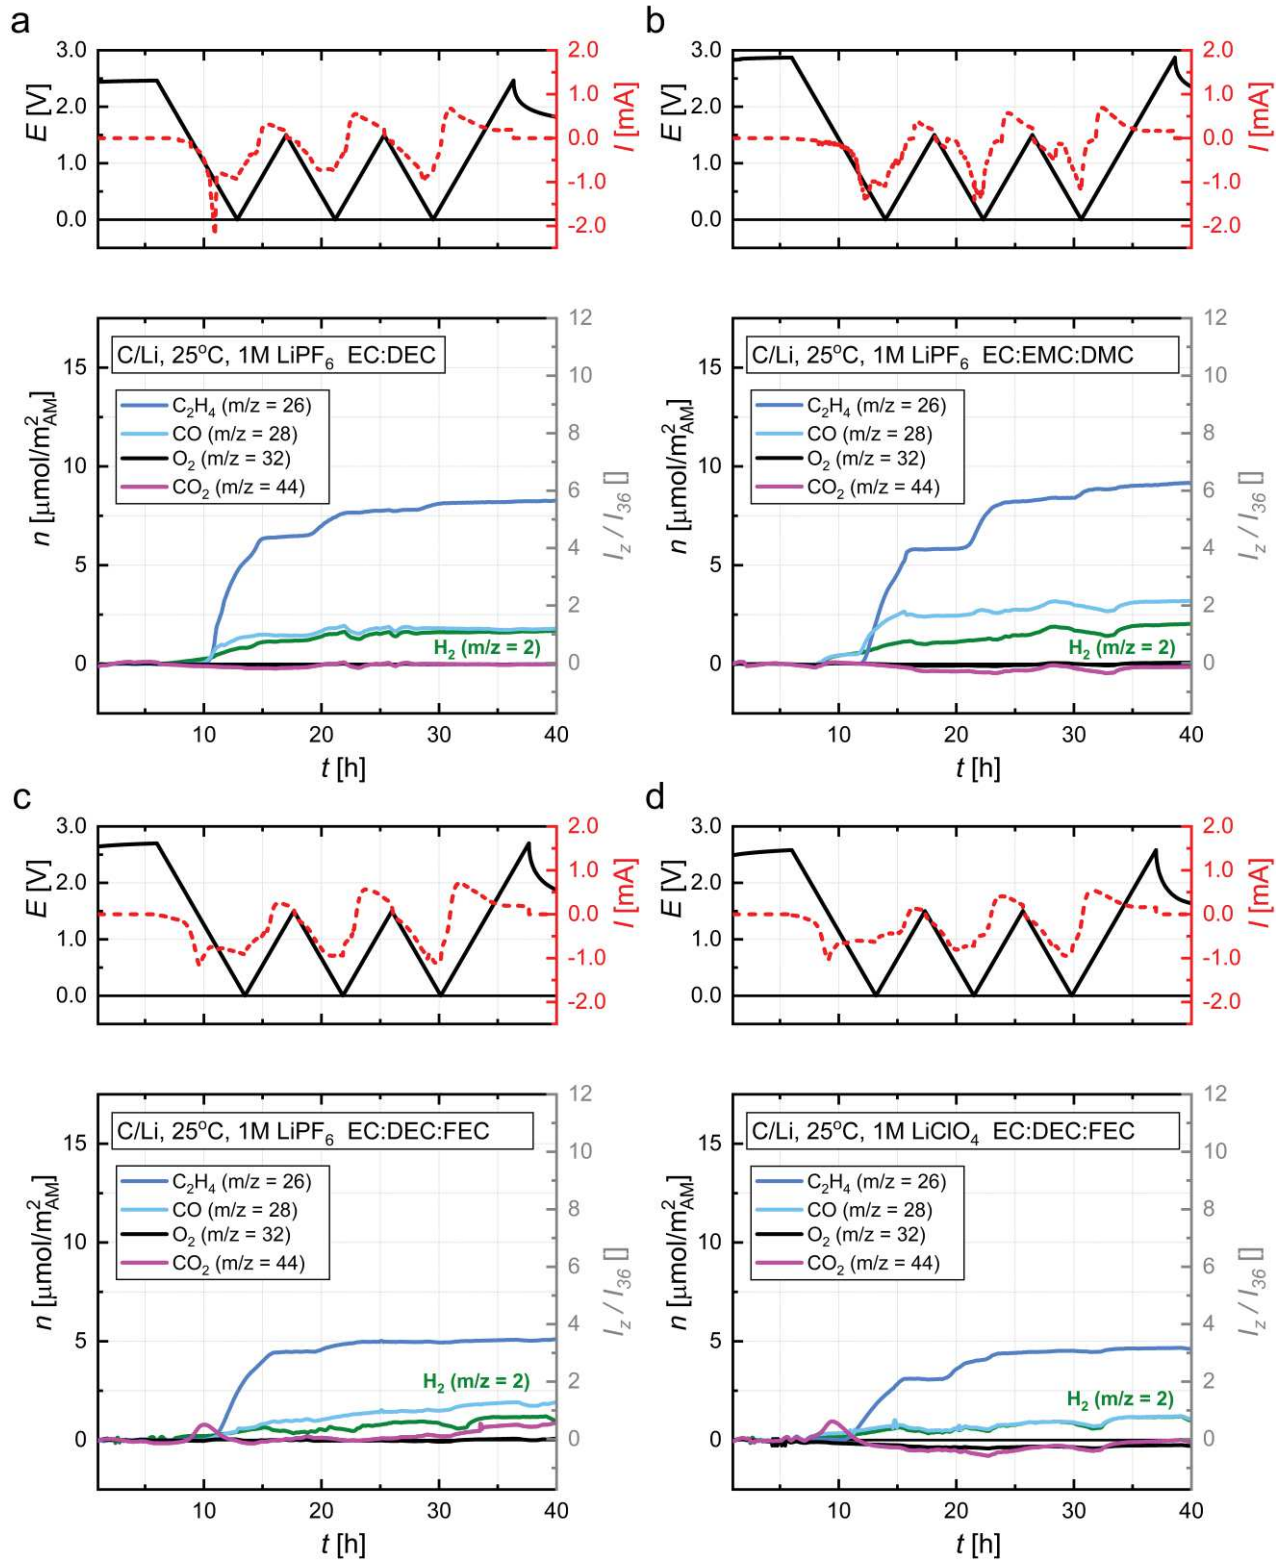 a
3.0
2.0
1.0
0.0
E [V]
2.0
1.0
0.0
-1.0
-2.0
I [mA]
C/Li, 25°C, 1M LiPF₆ EC:DEC
C₂H₄ (m/z = 26)
CO (m/z = 28)
O₂ (m/z = 32)
CO₂ (m/z = 44)
H₂ (m/z = 2)
15
10
5
0
n [µmol/m²AM]
12
10
8
6
4
2
0
I_z / I_36 []
10 20 30 40
t [h]
b
3.0
2.0
1.0
0.0
E [V]
2.0
1.0
0.0
-1.0
-2.0
I [mA]
C/Li, 25°C, 1M LiPF₆ EC:EMC:DMC
C₂H₄ (m/z = 26)
CO (m/z = 28)
O₂ (m/z = 32)
CO₂ (m/z = 44)
H₂ (m/z = 2)
15
10
5
0
n [µmol/m²AM]
12
10
8
6
4
2
0
I_z / I_36 []
10 20 30 40
t [h]
c
3.0
2.0
1.0
0.0
E [V]
2.0
1.0
0.0
-1.0
-2.0
I [mA]
C/Li, 25°C, 1M LiPF₆ EC:DEC:FEC
C₂H₄ (m/z = 26)
CO (m/z = 28)
O₂ (m/z = 32)
CO₂ (m/z = 44)
H₂ (m/z = 2)
15
10
5
0
n [µmol/m²AM]
12
10
8
6
4
2
0
I_z / I_36 []
10 20 30 40
t [h]
d
3.0
2.0
1.0
0.0
E [V]
2.0
1.0
0.0
-1.0
-2.0
I [mA]
C/Li, 25°C, 1M LiClO₄ EC:DEC:FEC
C₂H₄ (m/z = 26)
CO (m/z = 28)
O₂ (m/z = 32)
CO₂ (m/z = 44)
H₂ (m/z = 2)
15
10
5
0
n [µmol/m²AM]
12
10
8
6
4
2
0
I_z / I_36 []
10 20 30 40
t [h]